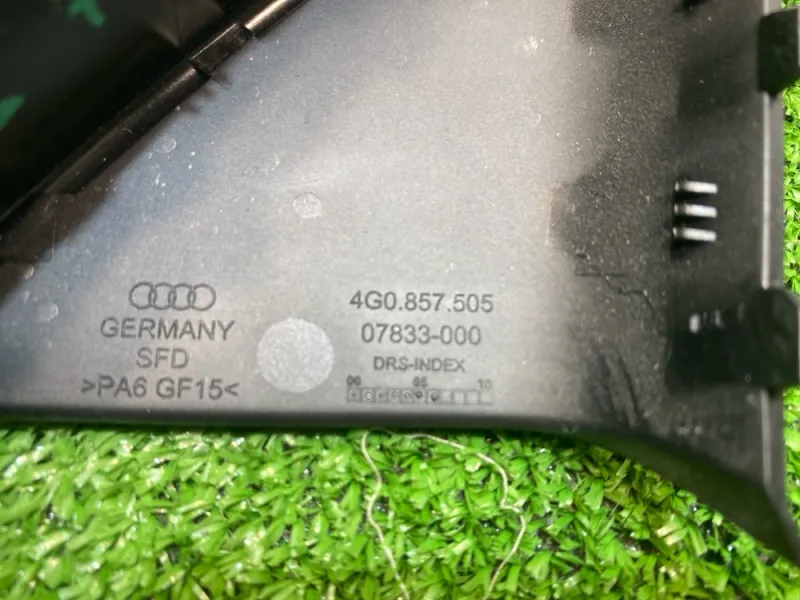 GERMANY
SFD
>PA6 GF15<
4G0.857.505
07833-000
DRS-INDEX
00 05 10